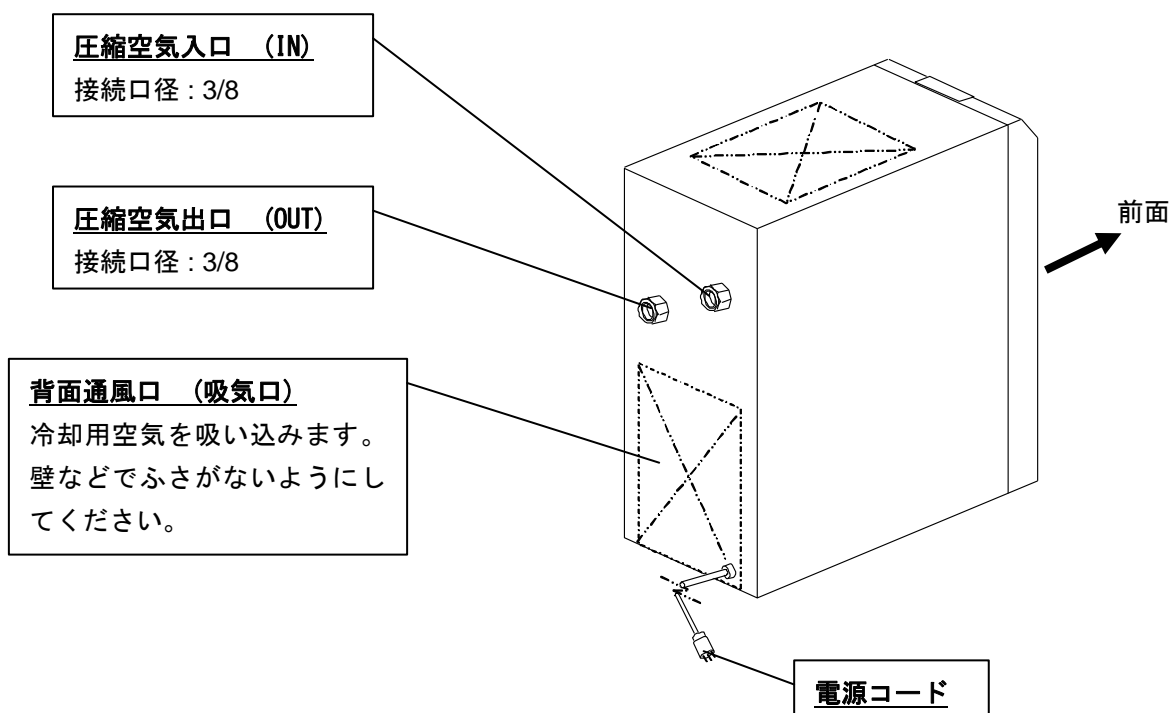 圧縮空気入口 (IN)
接続口径 : 3/8
圧縮空気出口 (OUT)
接続口径 : 3/8
前面
背面通風口 (吸気口)
冷却用空気を吸い込みます。
壁などでふさがないようにし
てください。
電源コード